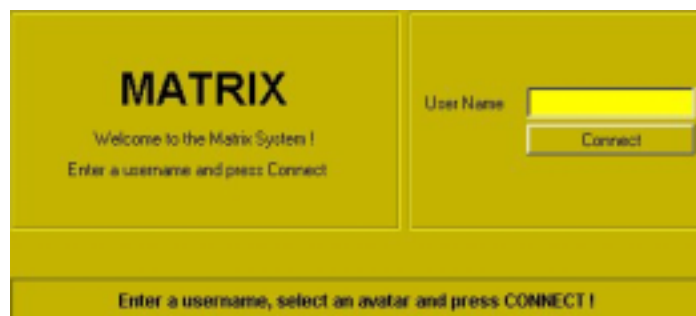 MATRIX
Welcome to the Matrix System !
Enter a username and press Connect
User Name
Connect
Enter a username, select an avatar and press CONNECT !